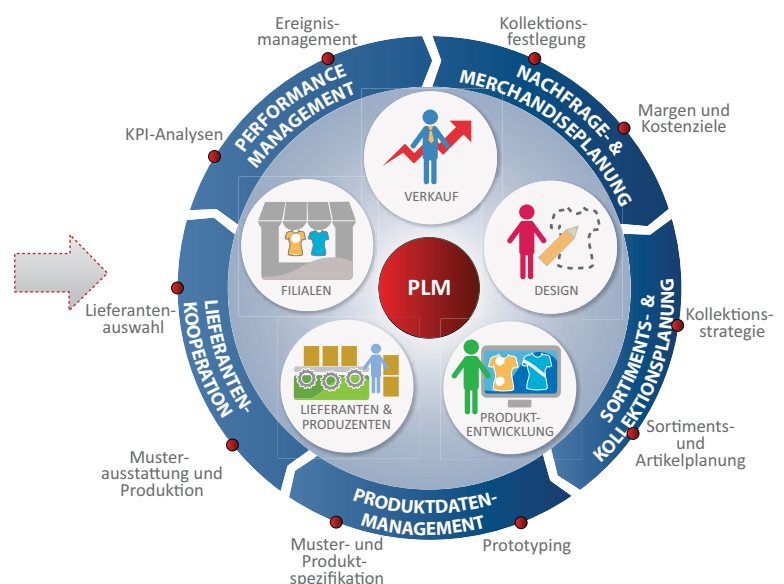 Ereignis-
management
Kollektions-
festlegung
PERFORMANCE
MANAGEMENT
NACHFRAGE- &
MERCHANDISEPLANUNG
KPI-Analysen
Margen und
Kostenziele
VERKAUF
FILIALEN
PLM
DESIGN
Lieferanten-
auswahl
LIEFERANTEN-
KOOPERATION
SORTIMENTS- &
KOLLEKTIONSPLANUNG
Kollektions-
strategie
LIEFERANTEN &
PRODUZENTEN
PRODUKT-
ENTWICKLUNG
Muster-
ausstattung und
Produktion
Sortiments-
und
Artikelplanung
PRODUKTDATEN-
MANAGEMENT
Muster- und
Produkt-
spezifikation
Prototyping